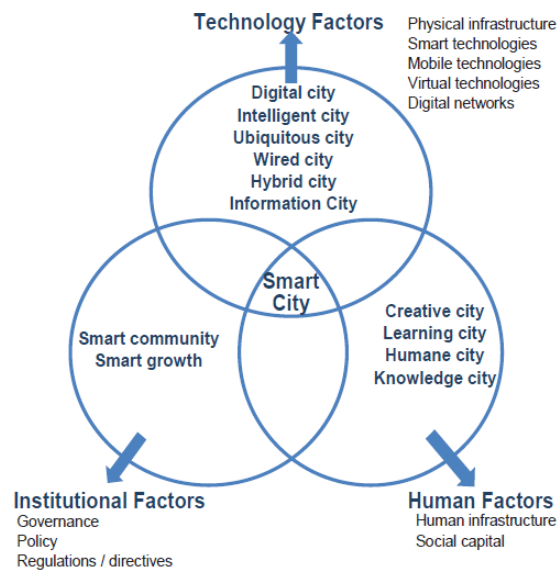 Technology Factors
Physical infrastructure
Smart technologies
Mobile technologies
Virtual technologies
Digital networks
Digital city
Intelligent city
Ubiquitous city
Wired city
Hybrid city
Information City
Smart
City
Smart community
Smart growth
Creative city
Learning city
Humane city
Knowledge city
Institutional Factors
Governance
Policy
Regulations / directives
Human Factors
Human infrastructure
Social capital